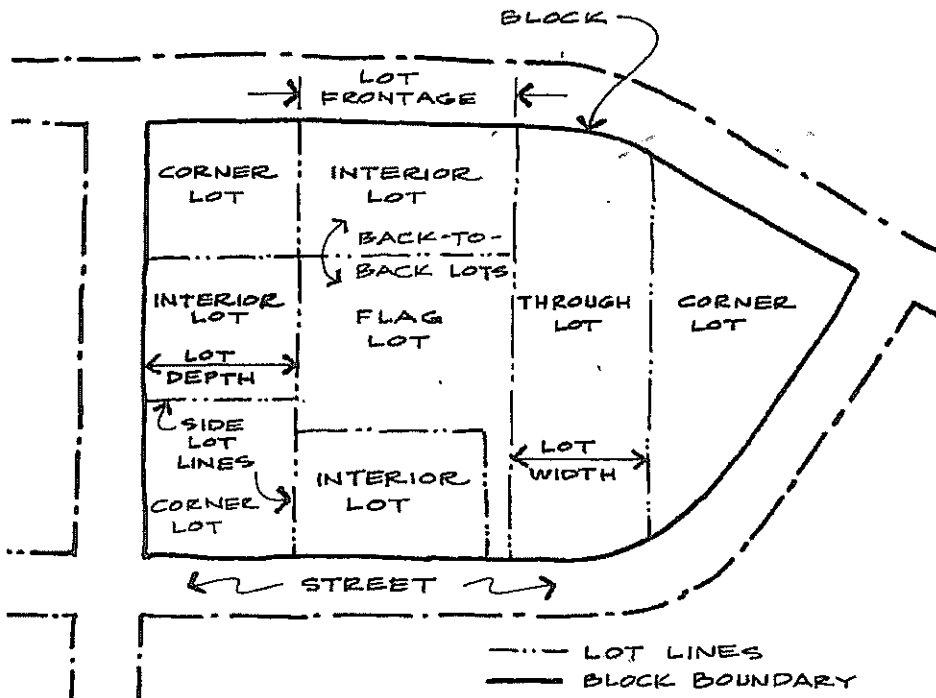 BLOCK
LOT
FRONTAGE
CORNER
LOT
INTERIOR
LOT
BACK-TO-
BACK LOTS
INTERIOR
LOT
FLAG
LOT
THROUGH
LOT
CORNER
LOT
LOT
DEPTH
SIDE
LOT
LINES
CORNER
LOT
INTERIOR
LOT
LOT
WIDTH
STREET
LOT LINES
BLOCK BOUNDARY